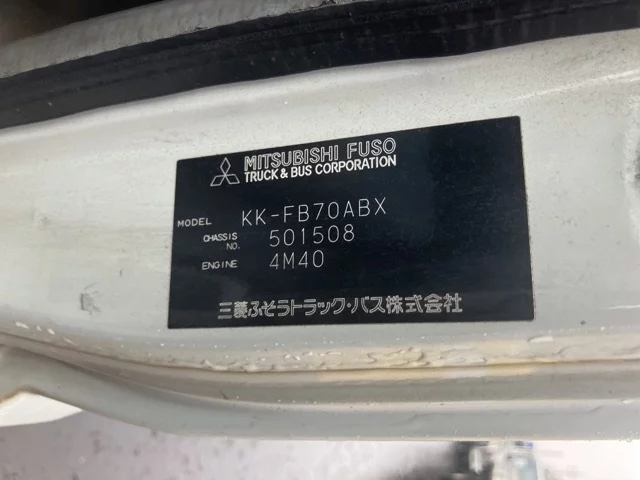 MITSUBISHI FUSO
TRUCK & BUS CORPORATION
MODEL KK-FB70ABX
CHASSIS NO. 501508
ENGINE 4M40
三菱ふそうトラック・バス株式会社